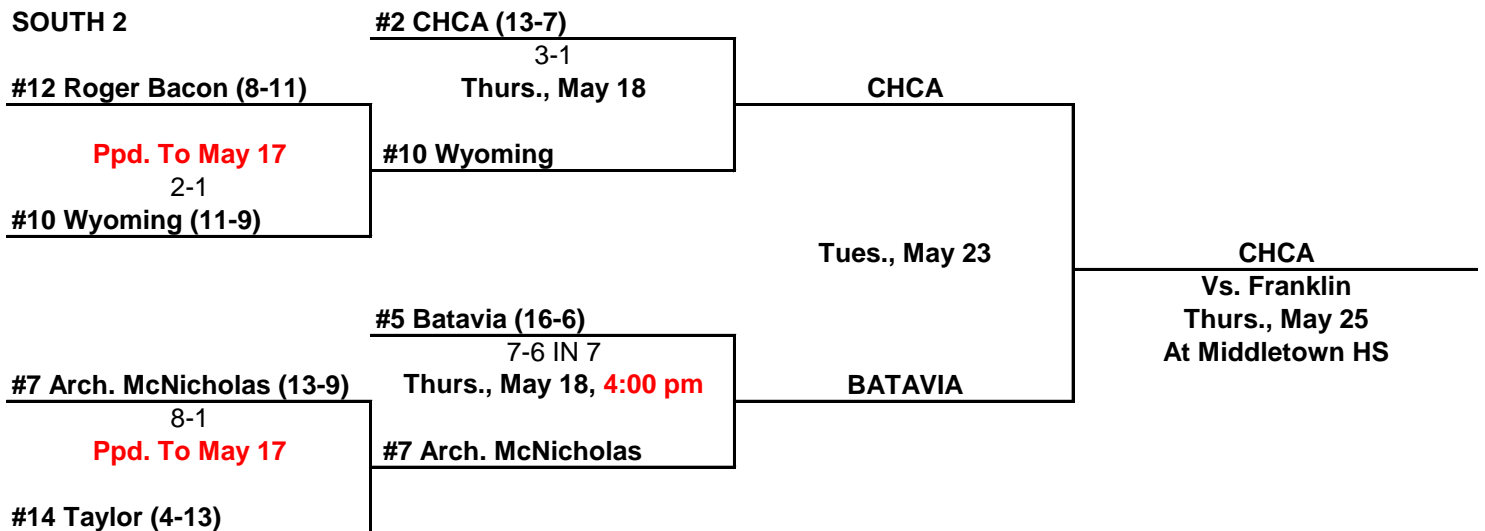 SOUTH 2
#2 CHCA (13-7)
3-1
#12 Roger Bacon (8-11)
Thurs., May 18
CHCA
Ppd. To May 17
#10 Wyoming
2-1
#10 Wyoming (11-9)
Tues., May 23
CHCA
Vs. Franklin
#5 Batavia (16-6)
Thurs., May 25
7-6 IN 7
At Middletown HS
#7 Arch. McNicholas (13-9)
Thurs., May 18, 4:00 pm
BATAVIA
8-1
Ppd. To May 17
#7 Arch. McNicholas
#14 Taylor (4-13)